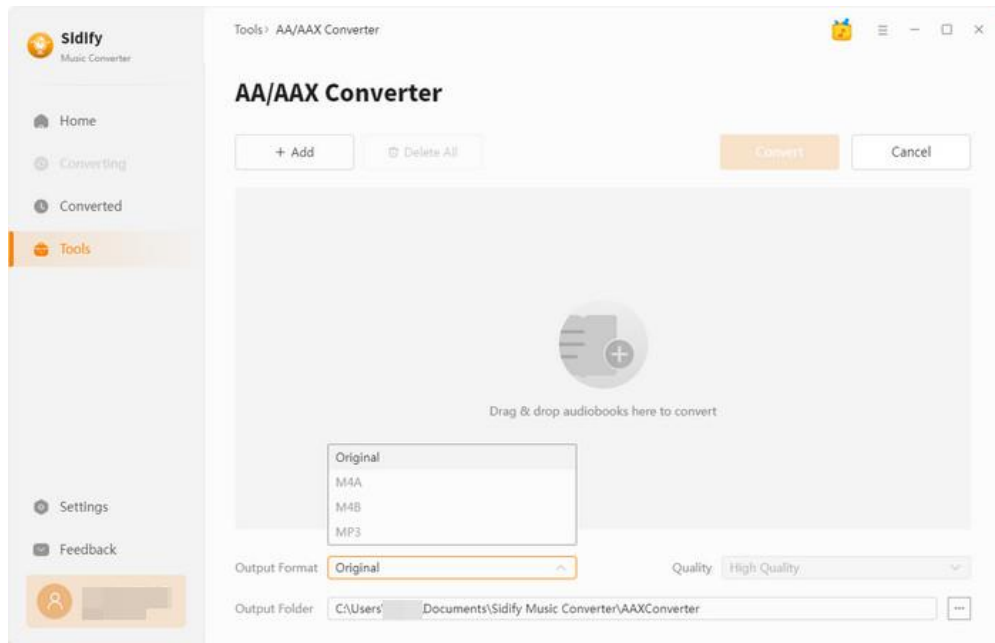 Sidify
Music Converter
Home
Converting
Converted
Tools
Settings
Feedback
Tools› AA/AAX Converter
AA/AAX Converter
+ Add
Delete All
Convert
Cancel
Drag & drop audiobooks here to convert
Original
M4A
M4B
MP3
Output Format Original
Quality High Quality
Output Folder C:\Users\ Documents\Sidify Music Converter\AAXConverter